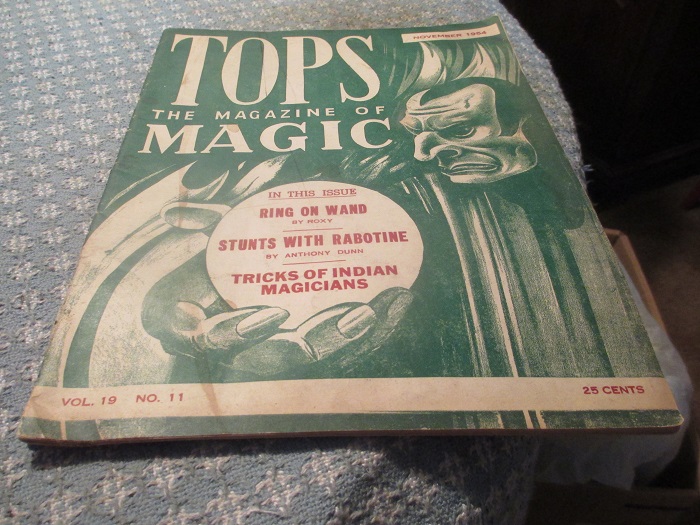 NOVEMBER 1954
TOPS
THE MAGAZINE OF
MAGIC
IN THIS ISSUE
RING ON WAND
BY ROXY
STUNTS WITH RABOTINE
BY ANTHONY DUNN
TRICKS OF INDIAN
MAGICIANS
VOL. 19 NO. 11
25 CENTS